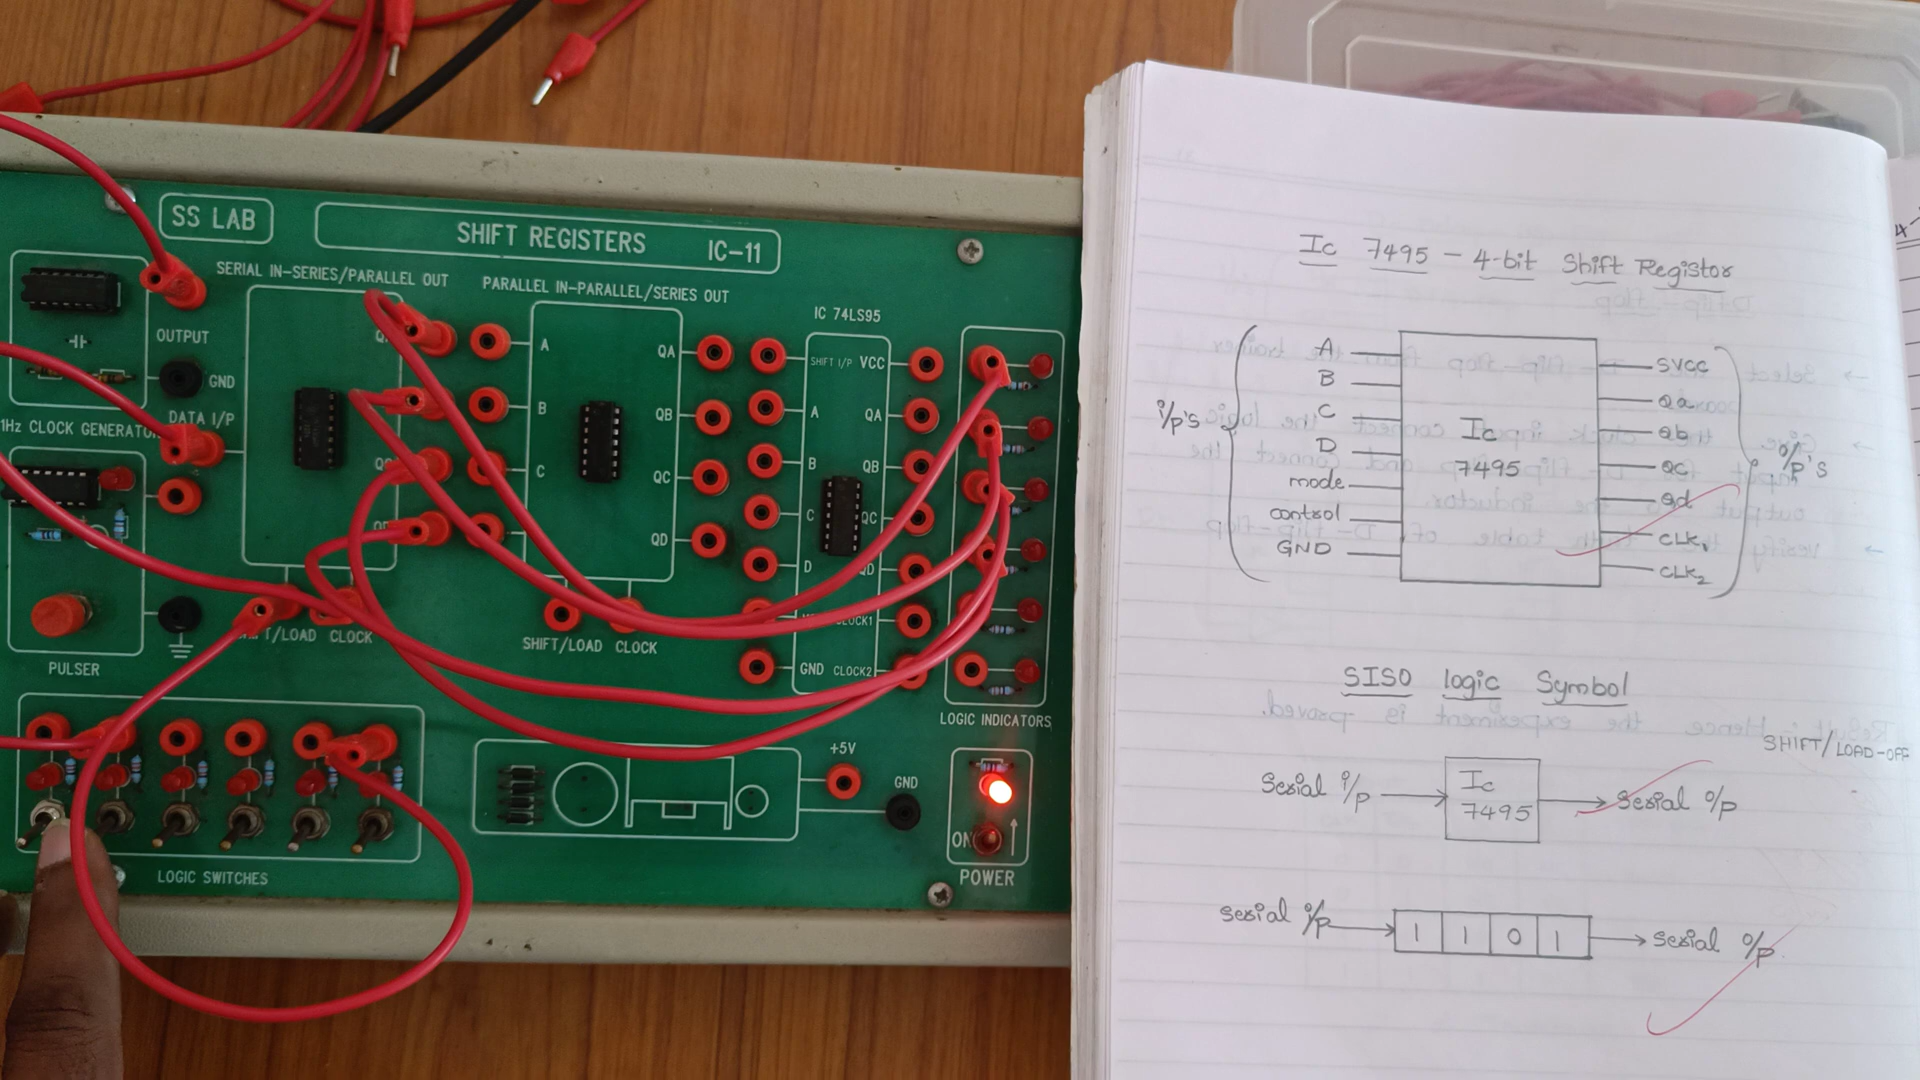 SS LAB
SHIFT REGISTERS IC-11
SERIAL IN-SERIES/PARALLEL OUT
PARALLEL IN-PARALLEL/SERIES OUT
IC 74LS95
OUTPUT
GND
DATA I/P
1Hz CLOCK GENERATOR
PULSER
LOAD CLOCK
A QA
B QB
C QC
QD
SHIFT/LOAD CLOCK
SHIFT I/P VCC
A QA
B QB
C QC
D QD
CLOCK1
GND CLOCK2
LOGIC INDICATORS
LOGIC SWITCHES
+5V
GND
ON
POWER
Ic 7495 - 4-bit Shift Registor
i/p's
A
B
C
D
mode
control
GND
Ic
7495
5VCC
Qa
Qb
Qc
Qd
CLK1
CLK2
o/p's
SISO logic Symbol
SHIFT/LOAD-OFF
Serial i/p
Ic
7495
Serial o/p
Serial i/p 1 1 0 1 Serial o/p